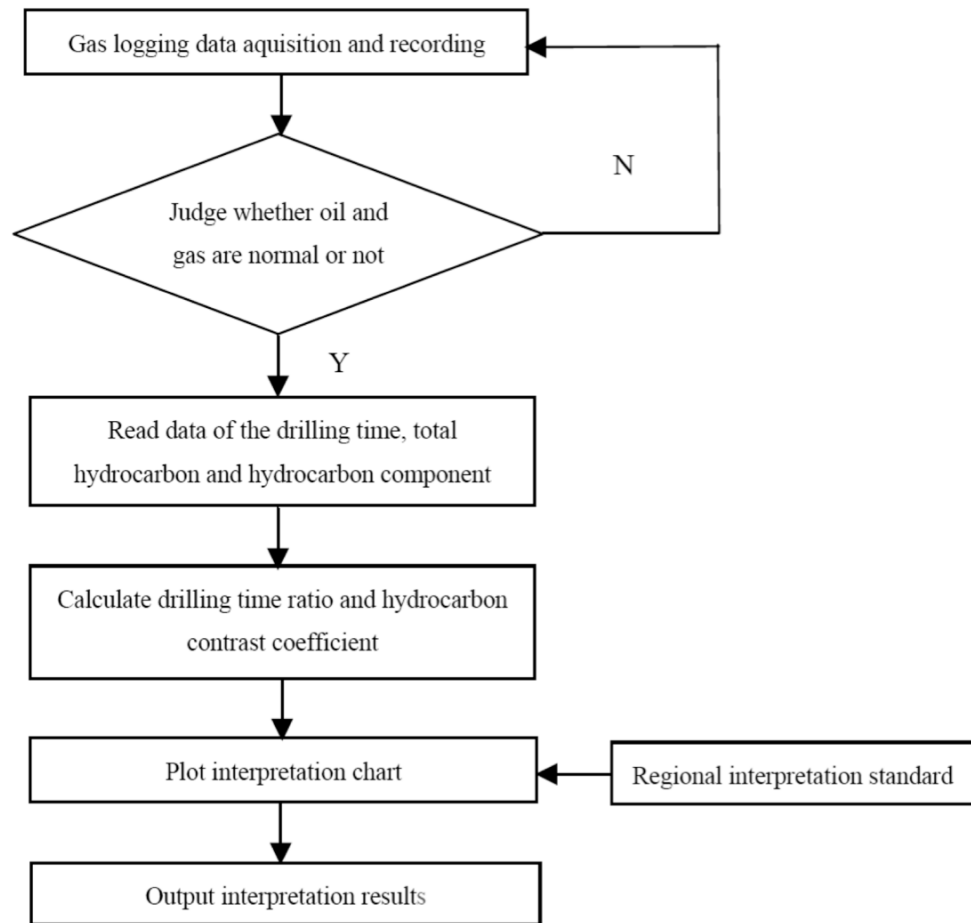 Gas logging data aquisition and recording
N
Judge whether oil and
gas are normal or not
Y
Read data of the drilling time, total
hydrocarbon and hydrocarbon component
Calculate drilling time ratio and hydrocarbon
contrast coefficient
Plot interpretation chart
Regional interpretation standard
Output interpretation results